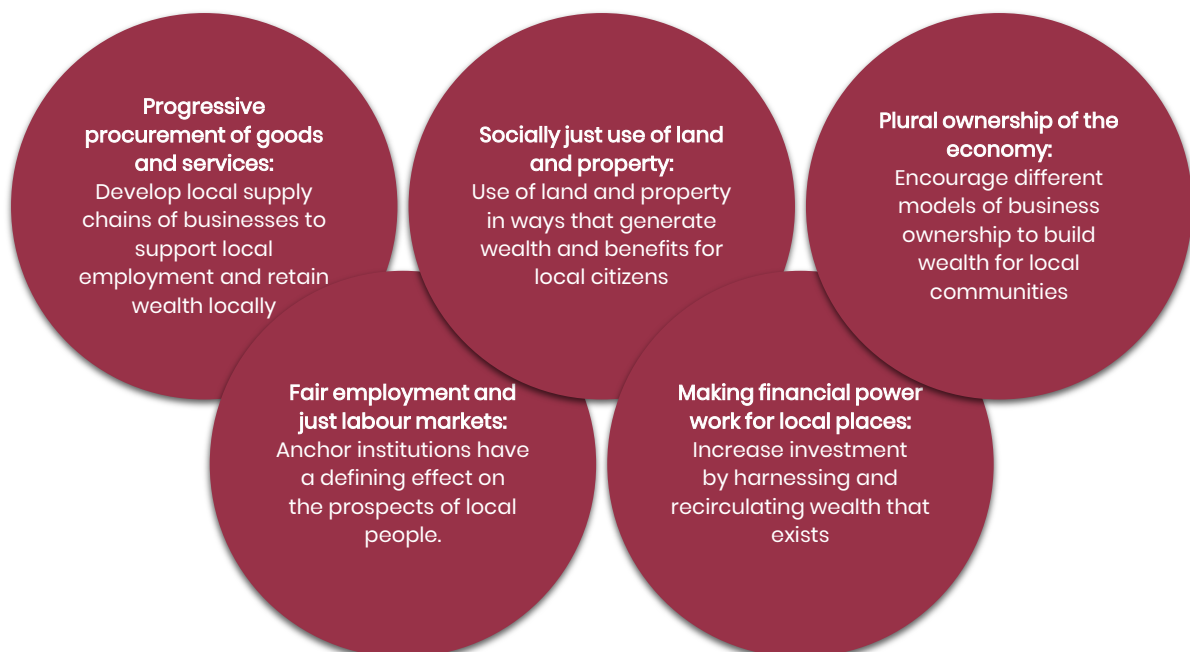 Progressive
procurement of goods
and services:
Develop local supply
chains of businesses to
support local
employment and retain
wealth locally
Socially just use of land
and property:
Use of land and property
in ways that generate
wealth and benefits for
local citizens
Plural ownership of the
economy:
Encourage different
models of business
ownership to build
wealth for local
communities
Fair employment and
just labour markets:
Anchor institutions have
a defining effect on
the prospects of local
people.
Making financial power
work for local places:
Increase investment
by harnessing and
recirculating wealth that
exists